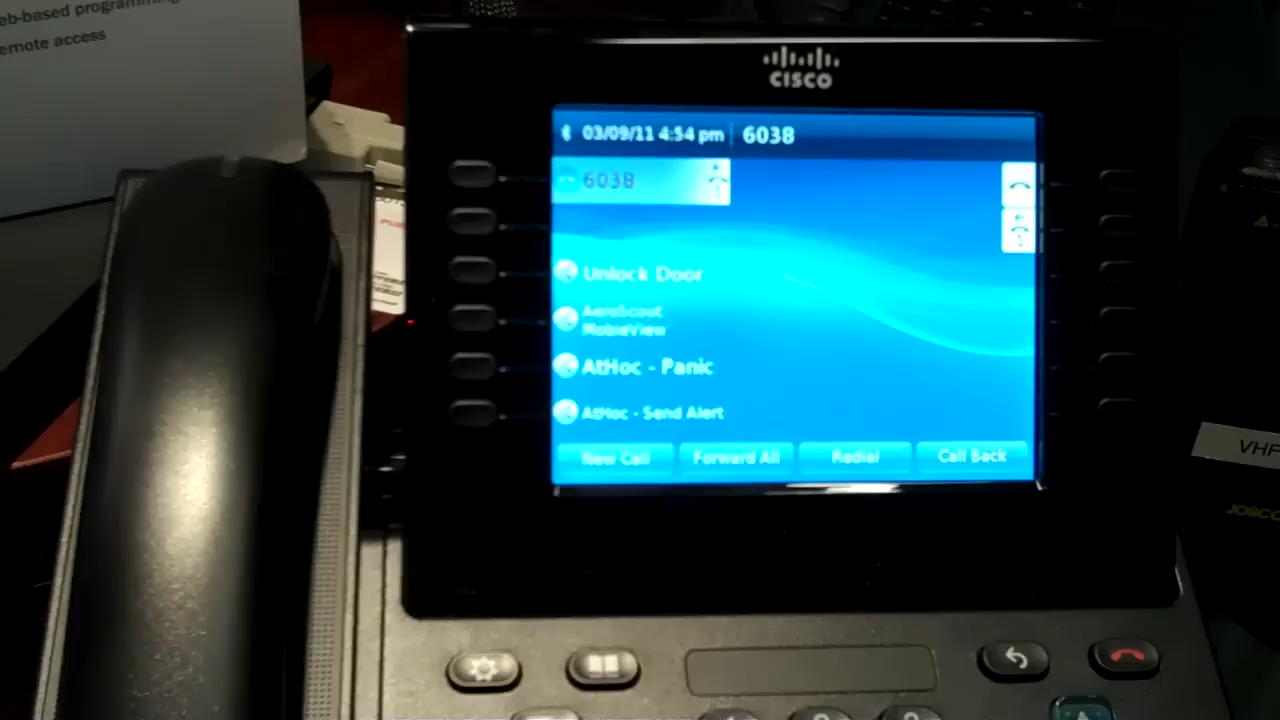 eb-based programming
emote access
CISCO
03/09/11 4:54 pm 6038
6038
Unlock Door
AeroScout
MobileView
AtHoc - Panic
AtHoc - Send Alert
New Call Forward All Redial Call Back
VHF